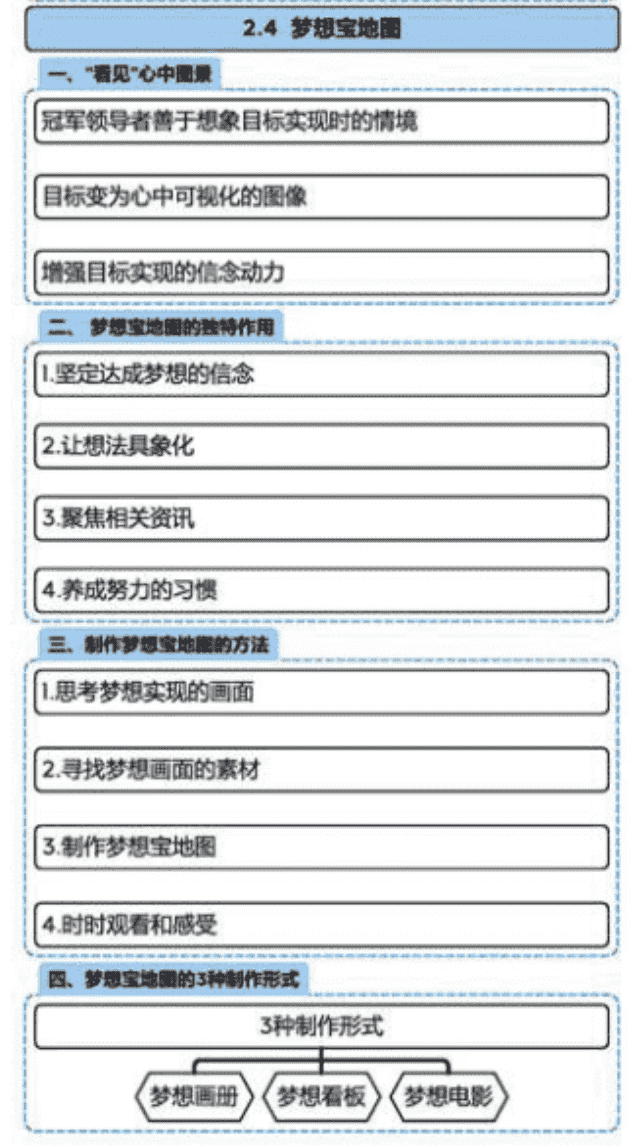 2.4 梦想宝地图
一、“看见”心中图景
冠军领导者善于想象目标实现时的情境
目标变为心中可视化的图像
增强目标实现的信念动力
二、 梦想宝地图的独特作用
1.坚定达成梦想的信念
2.让想法具象化
3.聚焦相关资讯
4.养成努力的习惯
三、制作梦想宝地图的方法
1.思考梦想实现的画面
2.寻找梦想画面的素材
3.制作梦想宝地图
4.时时观看和感受
四、梦想宝地图的3种制作形式
3种制作形式
梦想画册 梦想看板 梦想电影